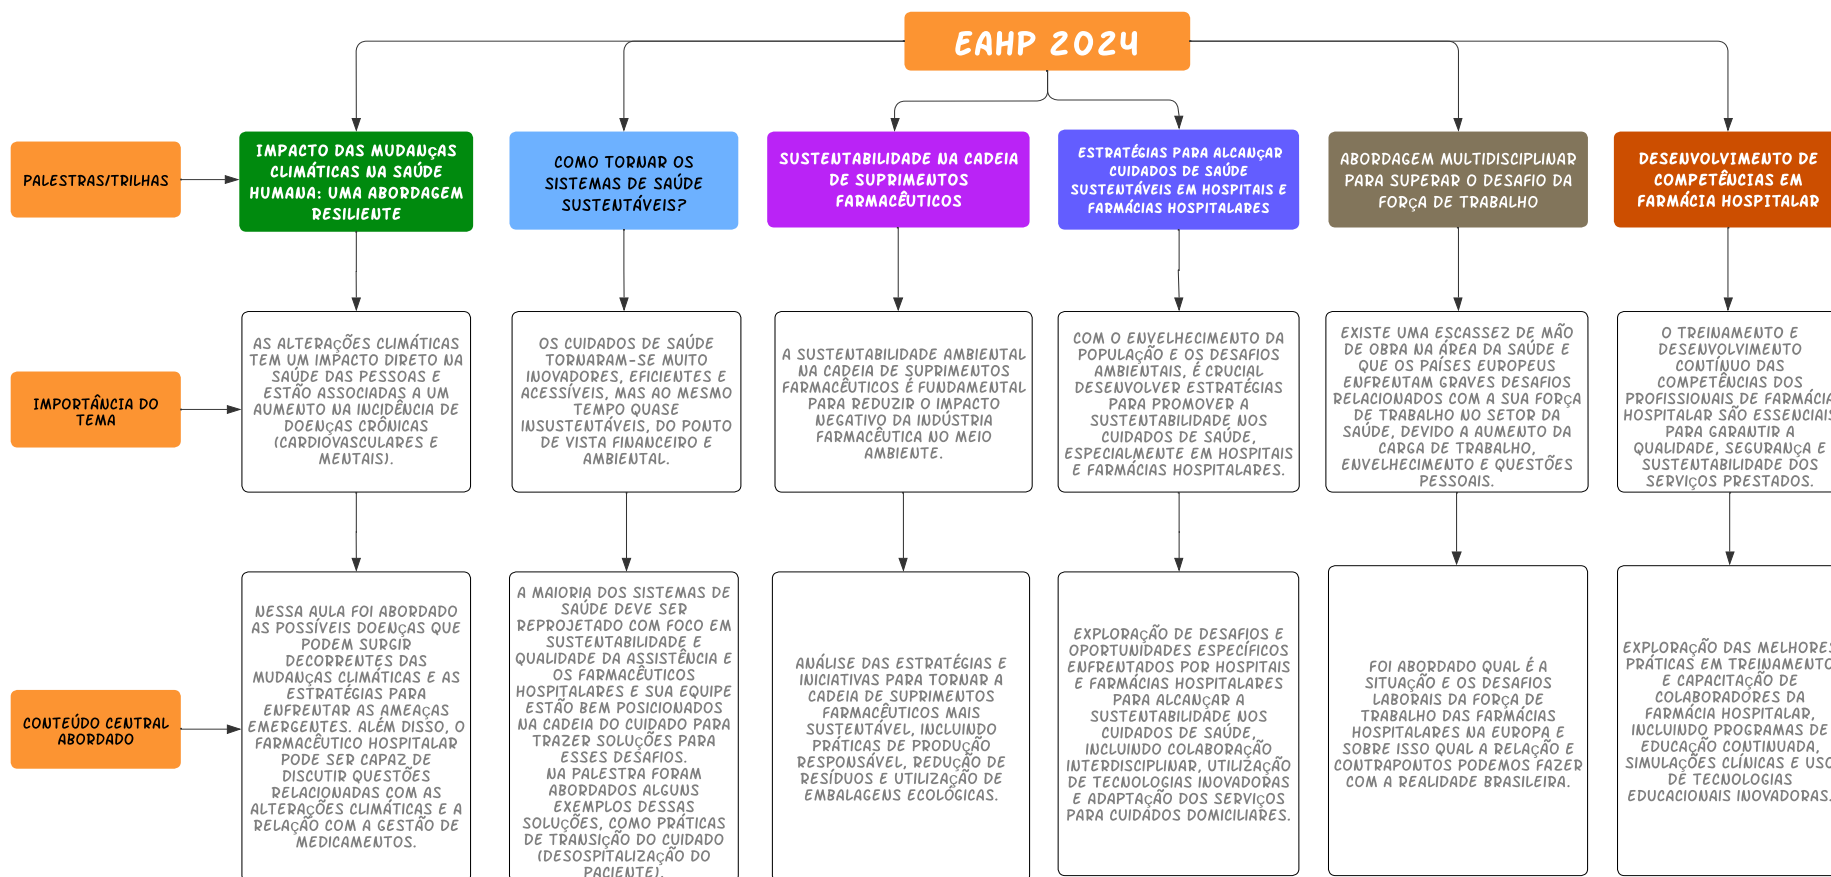 EAHP 2024
PALESTRAS/TRILHAS
IMPACTO DAS MUDANÇAS
CLIMÁTICAS NA SAÚDE
HUMANA: UMA ABORDAGEM
RESILIENTE
COMO TORNAR OS
SISTEMAS DE SAÚDE
SUSTENTÁVEIS?
SUSTENTABILIDADE NA CADEIA
DE SUPRIMENTOS
FARMACÊUTICOS
ESTRATÉGIAS PARA ALCANÇAR
CUIDADOS DE SAÚDE
SUSTENTÁVEIS EM HOSPITAIS E
FARMÁCIAS HOSPITALARES
ABORDAGEM MULTIDISCIPLINAR
PARA SUPERAR O DESAFIO DA
FORÇA DE TRABALHO
DESENVOLVIMENTO DE
COMPETÊNCIAS EM
FARMÁCIA HOSPITALAR
IMPORTÂNCIA DO
TEMA
AS ALTERAÇÕES CLIMÁTICAS
TEM UM IMPACTO DIRETO NA
SAÚDE DAS PESSOAS E
ESTÃO ASSOCIADAS A UM
AUMENTO NA INCIDÊNCIA DE
DOENÇAS CRÔNICAS
(CARDIOVASCULARES E
MENTAIS).
OS CUIDADOS DE SAÚDE
TORNARAM-SE MUITO
INOVADORES, EFICIENTES E
ACESSÍVEIS, MAS AO MESMO
TEMPO QUASE
INSUSTENTÁVEIS, DO PONTO
DE VISTA FINANCEIRO E
AMBIENTAL.
A SUSTENTABILIDADE AMBIENTAL
NA CADEIA DE SUPRIMENTOS
FARMACÊUTICOS É FUNDAMENTAL
PARA REDUZIR O IMPACTO
NEGATIVO DA INDÚSTRIA
FARMACÊUTICA NO MEIO
AMBIENTE.
COM O ENVELHECIMENTO DA
POPULAÇÃO E OS DESAFIOS
AMBIENTAIS, É CRUCIAL
DESENVOLVER ESTRATÉGIAS
PARA PROMOVER A
SUSTENTABILIDADE NOS
CUIDADOS DE SAÚDE,
ESPECIALMENTE EM HOSPITAIS
E FARMÁCIAS HOSPITALARES.
EXISTE UMA ESCASSEZ DE MÃO
DE OBRA NA ÁREA DA SAÚDE E
QUE OS PAÍSES EUROPEUS
ENFRENTAM GRAVES DESAFIOS
RELACIONADOS COM A SUA FORÇA
DE TRABALHO NO SETOR DA
SAÚDE, DEVIDO A AUMENTO DA
CARGA DE TRABALHO,
ENVELHECIMENTO E QUESTÕES
PESSOAIS.
O TREINAMENTO E
DESENVOLVIMENTO
CONTÍNUO DAS
COMPETÊNCIAS DOS
PROFISSIONAIS DE FARMÁCIA
HOSPITALAR SÃO ESSENCIAIS
PARA GARANTIR A
QUALIDADE, SEGURANÇA E
SUSTENTABILIDADE DOS
SERVIÇOS PRESTADOS.
CONTEÚDO CENTRAL
ABORDADO
NESSA AULA FOI ABORDADO
AS POSSÍVEIS DOENÇAS QUE
PODEM SURGIR
DECORRENTES DAS
MUDANÇAS CLIMÁTICAS E AS
ESTRATÉGIAS PARA
ENFRENTAR AS AMEAÇAS
EMERGENTES. ALÉM DISSO, O
FARMACÊUTICO HOSPITALAR
PODE SER CAPAZ DE
DISCUTIR QUESTÕES
RELACIONADAS COM AS
ALTERAÇÕES CLIMÁTICAS E A
RELAÇÃO COM A GESTÃO DE
MEDICAMENTOS.
A MAIORIA DOS SISTEMAS DE
SAÚDE DEVE SER
REPROJETADO COM FOCO EM
SUSTENTABILIDADE E
QUALIDADE DA ASSISTÊNCIA E
OS FARMACÊUTICOS
HOSPITALARES E SUA EQUIPE
ESTÃO BEM POSICIONADOS
NA CADEIA DO CUIDADO PARA
TRAZER SOLUÇÕES PARA
ESSES DESAFIOS.
NA PALESTRA FORAM
ABORDADOS ALGUNS
EXEMPLOS DESSAS
SOLUÇÕES, COMO PRÁTICAS
DE TRANSIÇÃO DO CUIDADO
(DESOSPITALIZAÇÃO DO
PACIENTE).
ANÁLISE DAS ESTRATÉGIAS E
INICIATIVAS PARA TORNAR A
CADEIA DE SUPRIMENTOS
FARMACÊUTICOS MAIS
SUSTENTÁVEL, INCLUINDO
PRÁTICAS DE PRODUÇÃO
RESPONSÁVEL, REDUÇÃO DE
RESÍDUOS E UTILIZAÇÃO DE
EMBALAGENS ECOLÓGICAS.
EXPLORAÇÃO DE DESAFIOS E
OPORTUNIDADES ESPECÍFICOS
ENFRENTADOS POR HOSPITAIS
E FARMÁCIAS HOSPITALARES
PARA ALCANÇAR A
SUSTENTABILIDADE NOS
CUIDADOS DE SAÚDE,
INCLUINDO COLABORAÇÃO
INTERDISCIPLINAR, UTILIZAÇÃO
DE TECNOLOGIAS INOVADORAS
E ADAPTAÇÃO DOS SERVIÇOS
PARA CUIDADOS DOMICILIARES.
FOI ABORDADO QUAL É A
SITUAÇÃO E OS DESAFIOS
LABORAIS DA FORÇA DE
TRABALHO DAS FARMÁCIAS
HOSPITALARES NA EUROPA E
SOBRE ISSO QUAL A RELAÇÃO E
CONTRAPONTOS PODEMOS FAZER
COM A REALIDADE BRASILEIRA.
EXPLORAÇÃO DAS MELHORES
PRÁTICAS EM TREINAMENTO
E CAPACITAÇÃO DE
COLABORADORES DA
FARMÁCIA HOSPITALAR,
INCLUINDO PROGRAMAS DE
EDUCAÇÃO CONTINUADA,
SIMULAÇÕES CLÍNICAS E USO
DE TECNOLOGIAS
EDUCACIONAIS INOVADORAS.